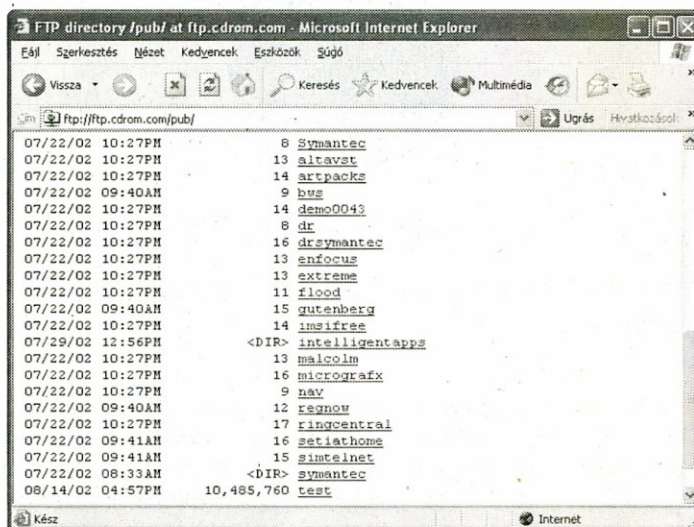 FTP directory /pub/ at ftp.cdrom.com - Microsoft Internet Explorer
Fájl Szerkesztés Nézet Kedvencek Eszközök Súgó
Vissza Keresés Kedvencek Multimédia
Cím ftp://ftp.cdrom.com/pub/ Ugrás Hivatkozások »
07/22/02 10:27PM 8 Symantec
07/22/02 10:27PM 13 altavst
07/22/02 10:27PM 14 artpacks
07/22/02 09:40AM 9 bws
07/22/02 10:27PM 14 demo0043
07/22/02 10:27PM 8 dr
07/22/02 10:27PM 16 drsymantec
07/22/02 10:27PM 13 enfocus
07/22/02 10:27PM 13 extreme
07/22/02 10:27PM 11 flood
07/22/02 09:40AM 15 gutenberg
07/22/02 10:27PM 14 imsifree
07/29/02 12:56PM <DIR> intelligentapps
07/22/02 10:27PM 13 malcolm
07/22/02 10:27PM 16 micrografx
07/22/02 10:27PM 9 nav
07/22/02 09:40AM 12 regnow
07/22/02 10:27PM 17 ringcentral
07/22/02 09:41AM 16 setiathome
07/22/02 09:41AM 15 simtelnet
07/22/02 08:33AM <DIR> symantec
08/14/02 04:57PM 10,485,760 test
Kész Internet